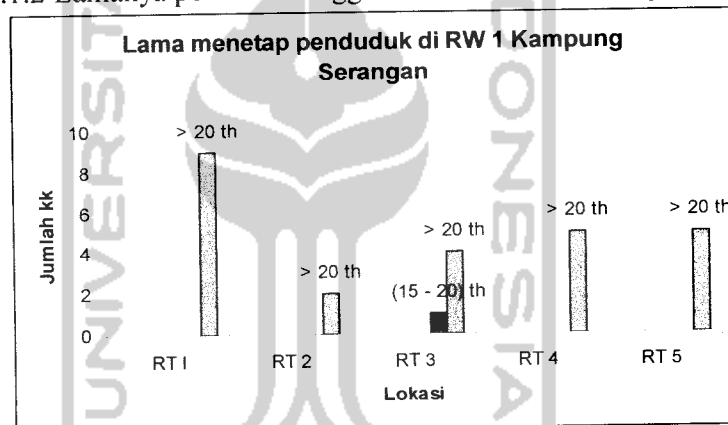 Lama menetap penduduk di RW 1 Kampung
Serangan
Jumlah kk
10
8
6
4
2
0
> 20 th
> 20 th
(15 - 20) th
> 20 th
> 20 th
> 20 th
RT I
RT 2
RT 3
RT 4
RT 5
Lokasi
UNIVERSIT
ONESIA